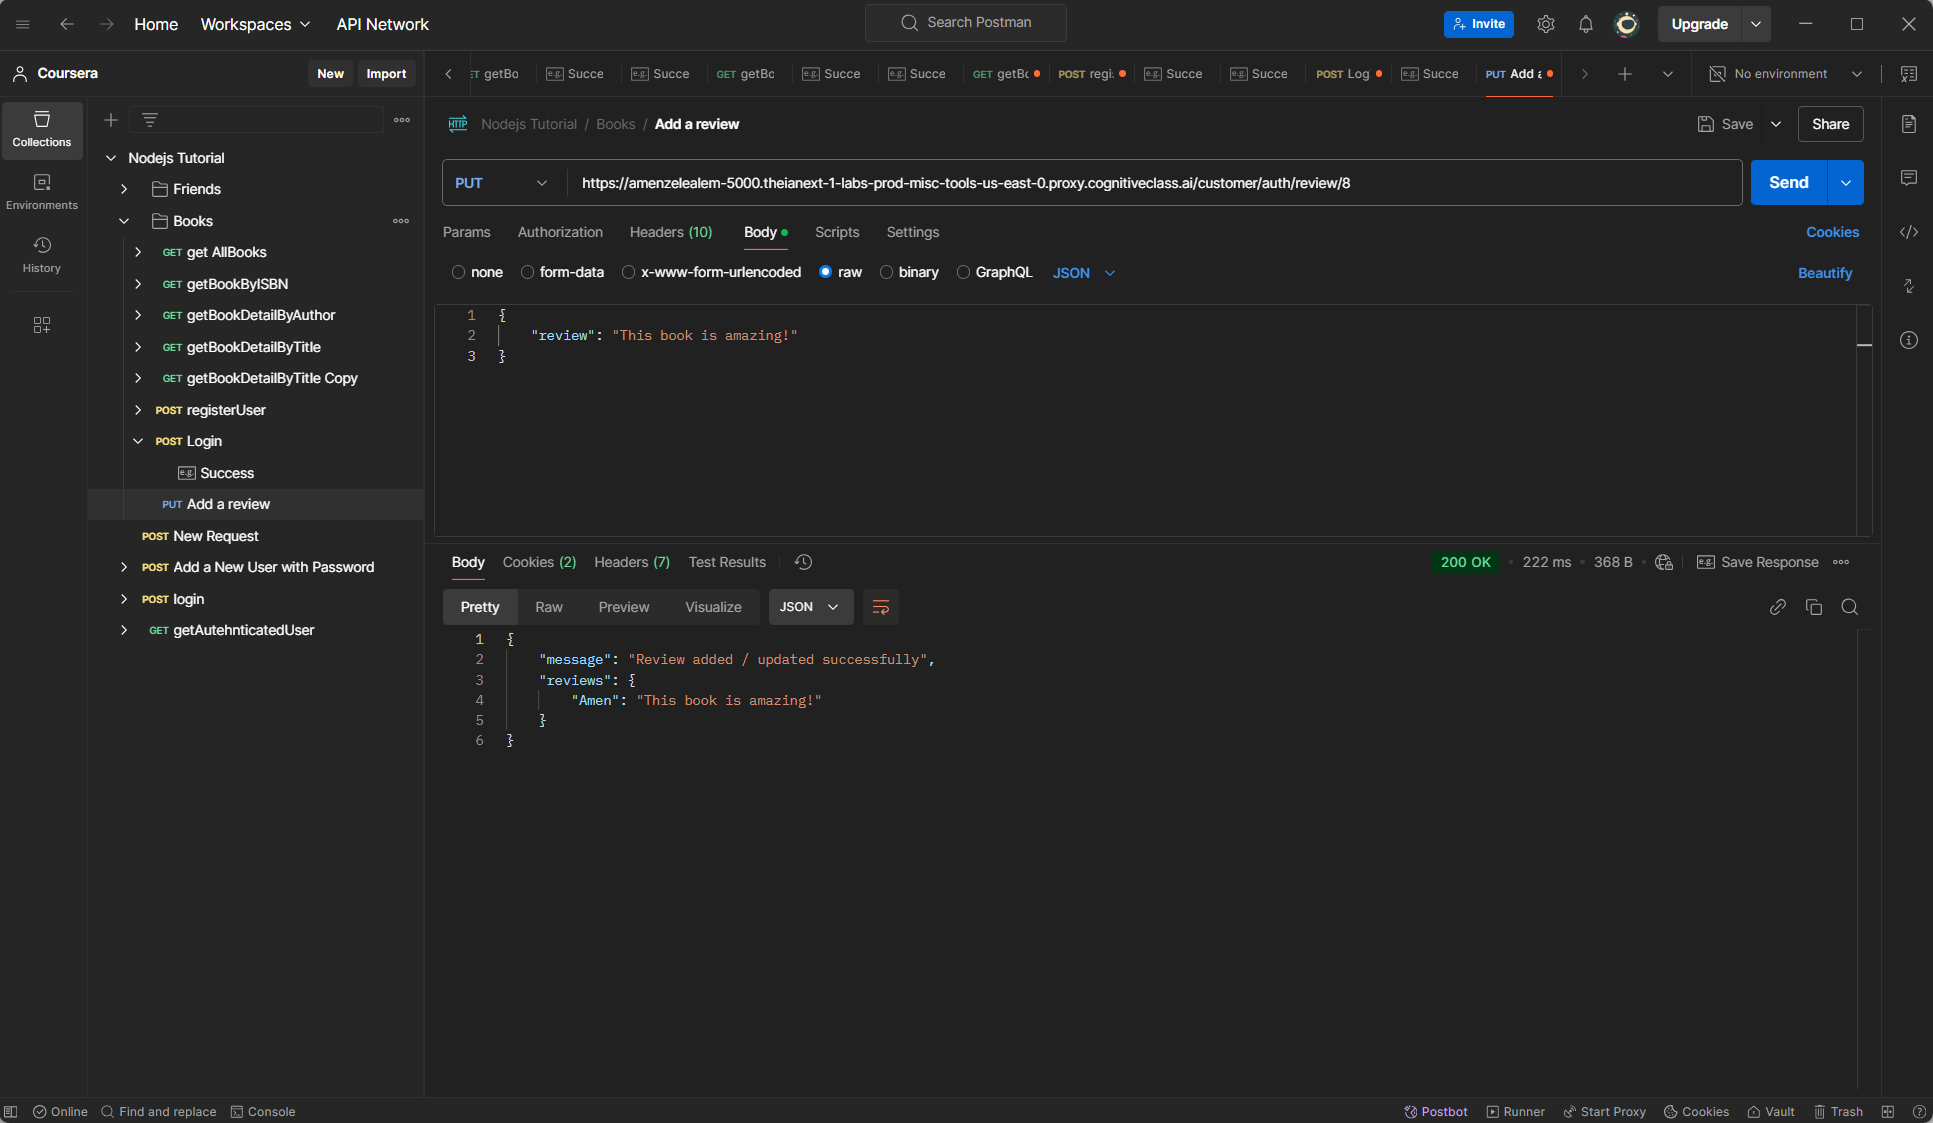 Home Workspaces API Network Search Postman Invite Upgrade
Coursera New Import
ET getBo e.g. Succe e.g. Succe GET getBo e.g. Succe e.g. Succe GET getBo POST regi e.g. Succe e.g. Succe POST Log e.g. Succe PUT Add a No environment
Collections
Environments
History
Nodejs Tutorial
Friends
Books
GET get AllBooks
GET getBookByISBN
GET getBookDetailByAuthor
GET getBookDetailByTitle
GET getBookDetailByTitle Copy
POST registerUser
POST Login
e.g. Success
PUT Add a review
POST New Request
POST Add a New User with Password
POST login
GET getAutehnticatedUser
HTTP Nodejs Tutorial / Books / Add a review Save Share
PUT https://amenzelealem-5000.theianext-1-labs-prod-misc-tools-us-east-0.proxy.cognitiveclass.ai/customer/auth/review/8 Send
Params Authorization Headers (10) Body Scripts Settings Cookies
none form-data x-www-form-urlencoded raw binary GraphQL JSON Beautify
1 {
2 "review": "This book is amazing!"
3 }
Body Cookies (2) Headers (7) Test Results 200 OK 222 ms 368 B e.g. Save Response
Pretty Raw Preview Visualize JSON
1 {
2 "message": "Review added / updated successfully",
3 "reviews": {
4 "Amen": "This book is amazing!"
5 }
6 }
Online Find and replace Console Postbot Runner Start Proxy Cookies Vault Trash